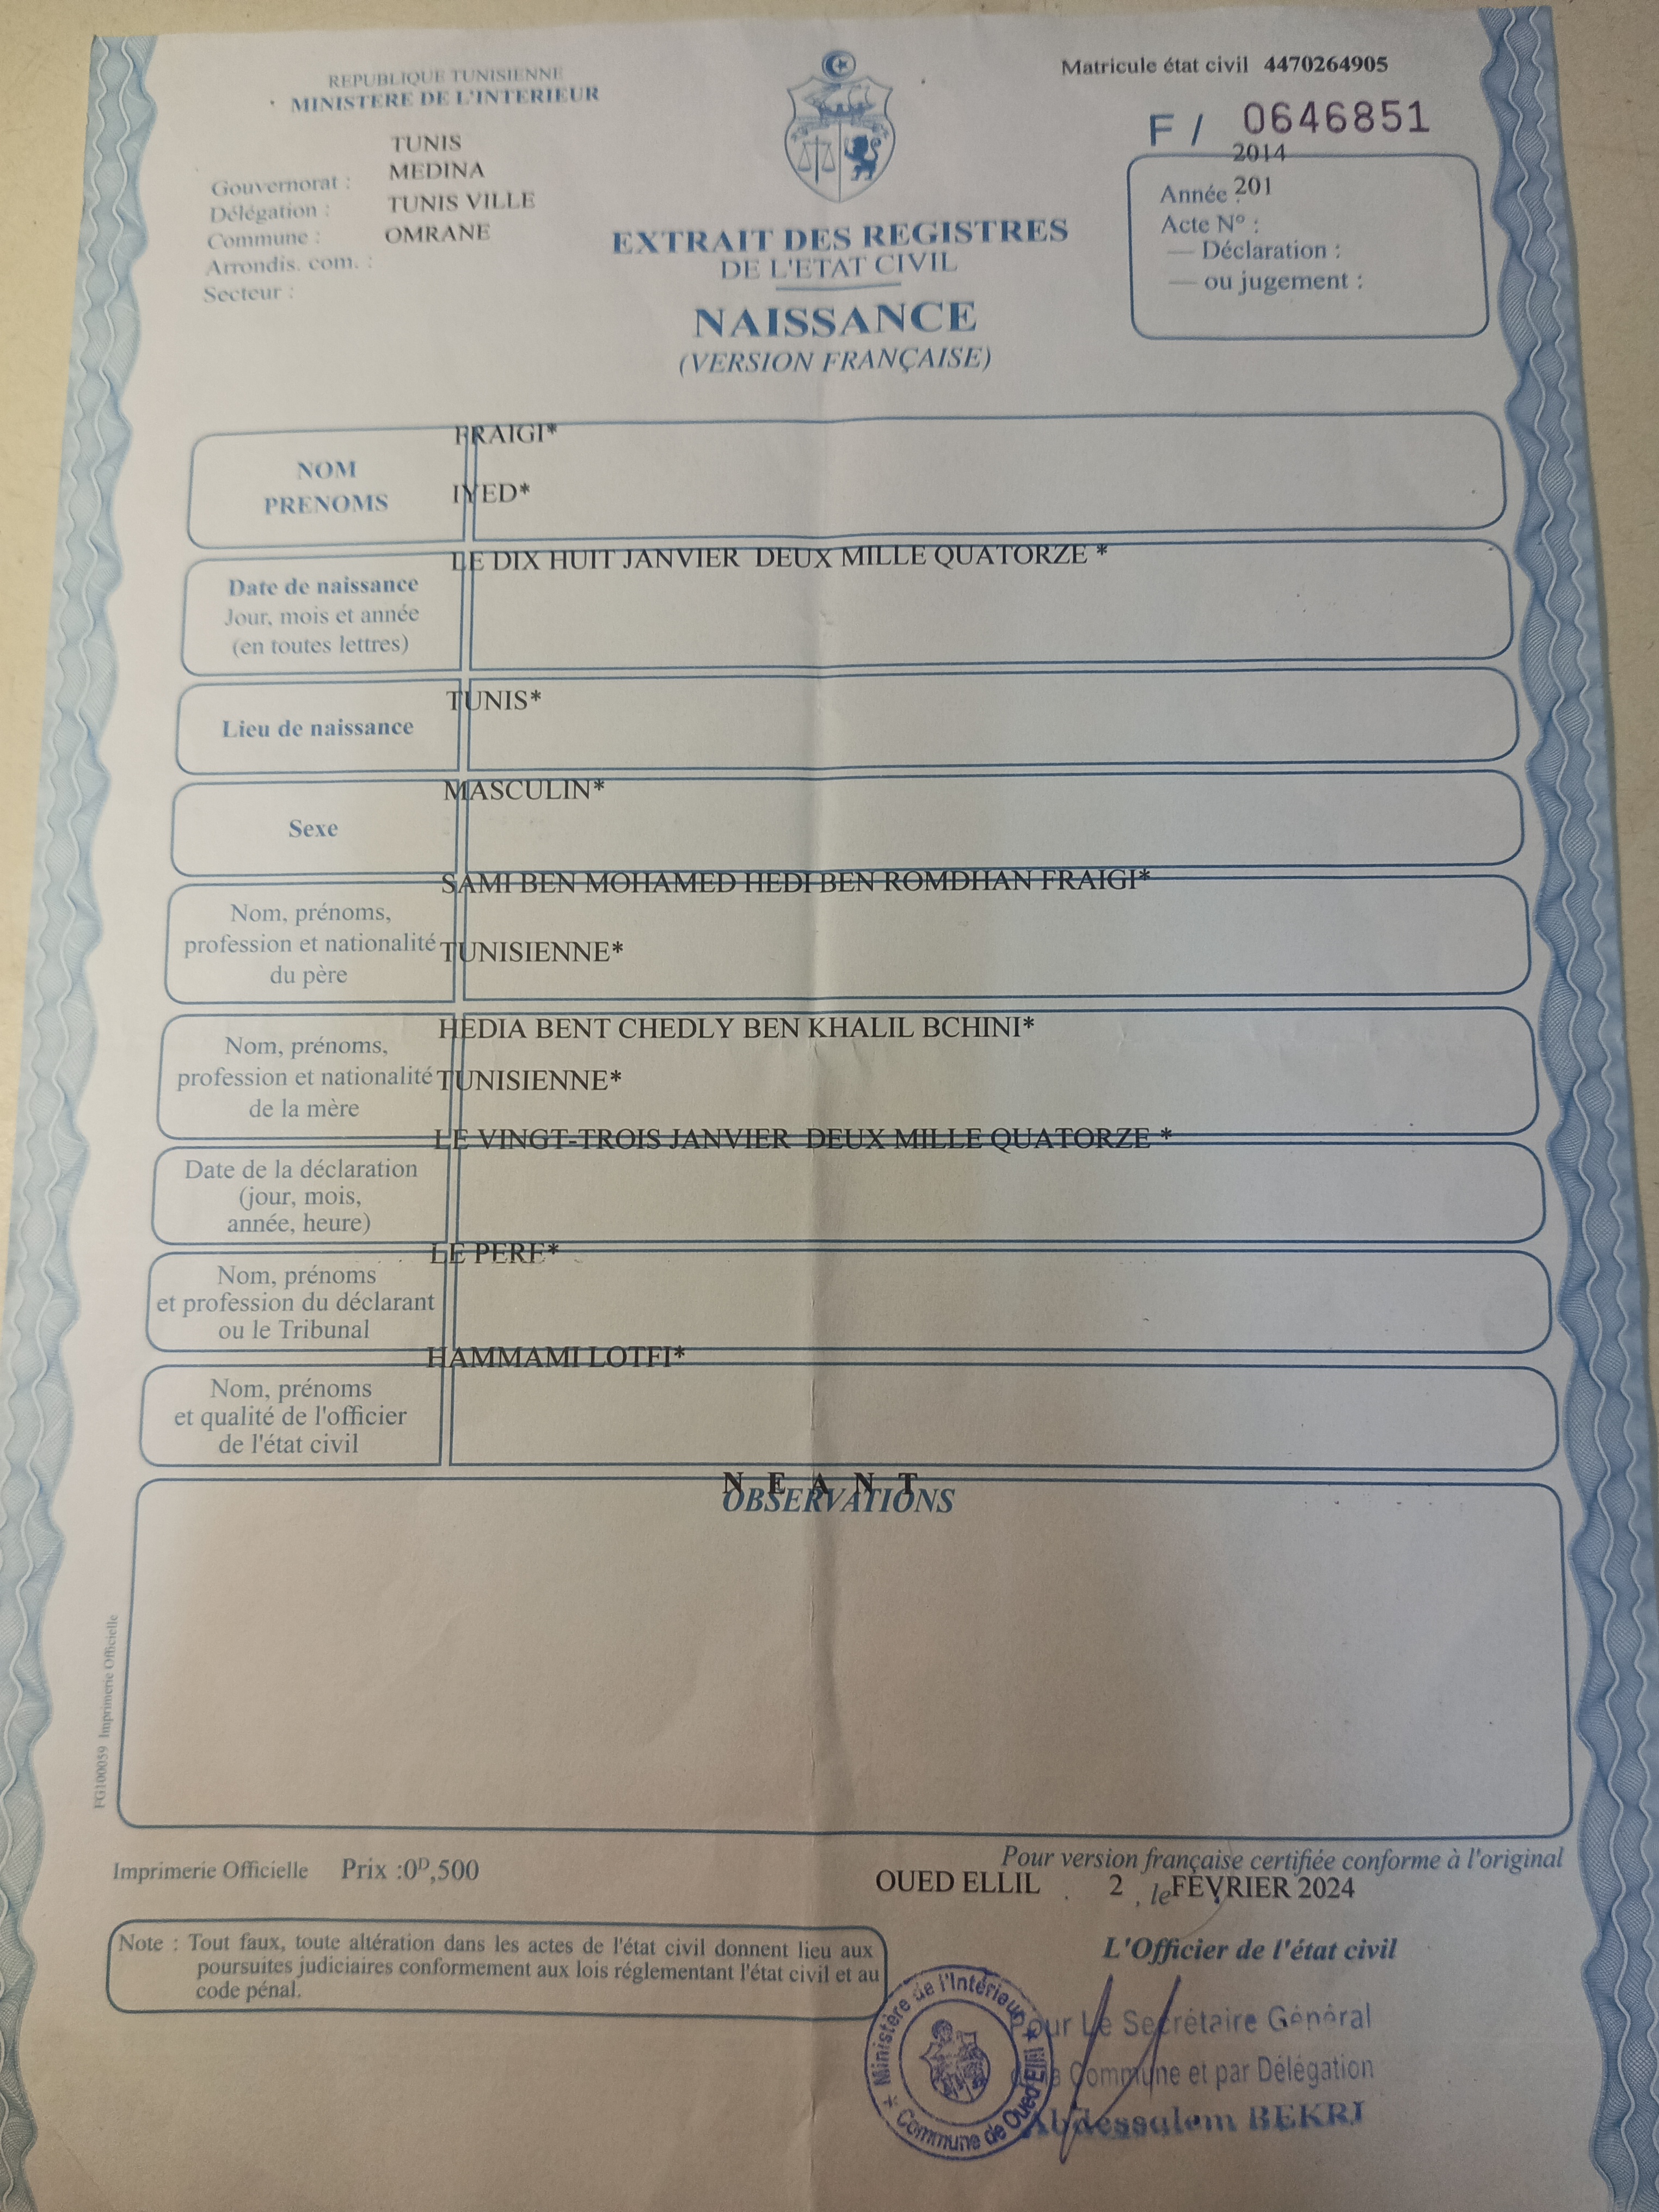 REPUBLIQUE TUNISIENNE
MINISTERE DE L'INTERIEUR
Matricule état civil 4470264905
F / 0646851
TUNIS
MEDINA
TUNIS VILLE
OMRANE
Gouvernorat :
Délégation :
Commune :
Arrondis. com. :
Secteur :
2014
Année : 201
Acte N° :
— Déclaration :
— ou jugement :
EXTRAIT DES REGISTRES
DE L'ETAT CIVIL
NAISSANCE
(VERSION FRANÇAISE)
NOM
PRENOMS
FRAIGI*
IYED*
Date de naissance
Jour, mois et année
(en toutes lettres)
LE DIX HUIT JANVIER DEUX MILLE QUATORZE *
Lieu de naissance
TUNIS*
Sexe
MASCULIN*
Nom, prénoms,
profession et nationalité
du père
SAMI BEN MOHAMED HEDI BEN ROMDHAN FRAIGI*
TUNISIENNE*
Nom, prénoms,
profession et nationalité
de la mère
HEDIA BENT CHEDLY BEN KHALIL BCHINI*
TUNISIENNE*
Date de la déclaration
(jour, mois,
année, heure)
LE VINGT-TROIS JANVIER DEUX MILLE QUATORZE *
Nom, prénoms
et profession du déclarant
ou le Tribunal
LE PERE*
Nom, prénoms
et qualité de l'officier
de l'état civil
HAMMAMI LOTFI*
N E A N T
OBSERVATIONS
FG100059 Imprimerie Officielle
Imprimerie Officielle Prix :0D,500
Pour version française certifiée conforme à l'original
OUED ELLIL . 2 , le FÉVRIER 2024
Note : Tout faux, toute altération dans les actes de l'état civil donnent lieu aux
poursuites judiciaires conformement aux lois réglementant l'état civil et au
code pénal.
L'Officier de l'état civil
Ministère de l'Intérieur
Commune de Oued Ellil
Pour Le Secrétaire Général
Commune et par Délégation
Abdessalem BEKRI